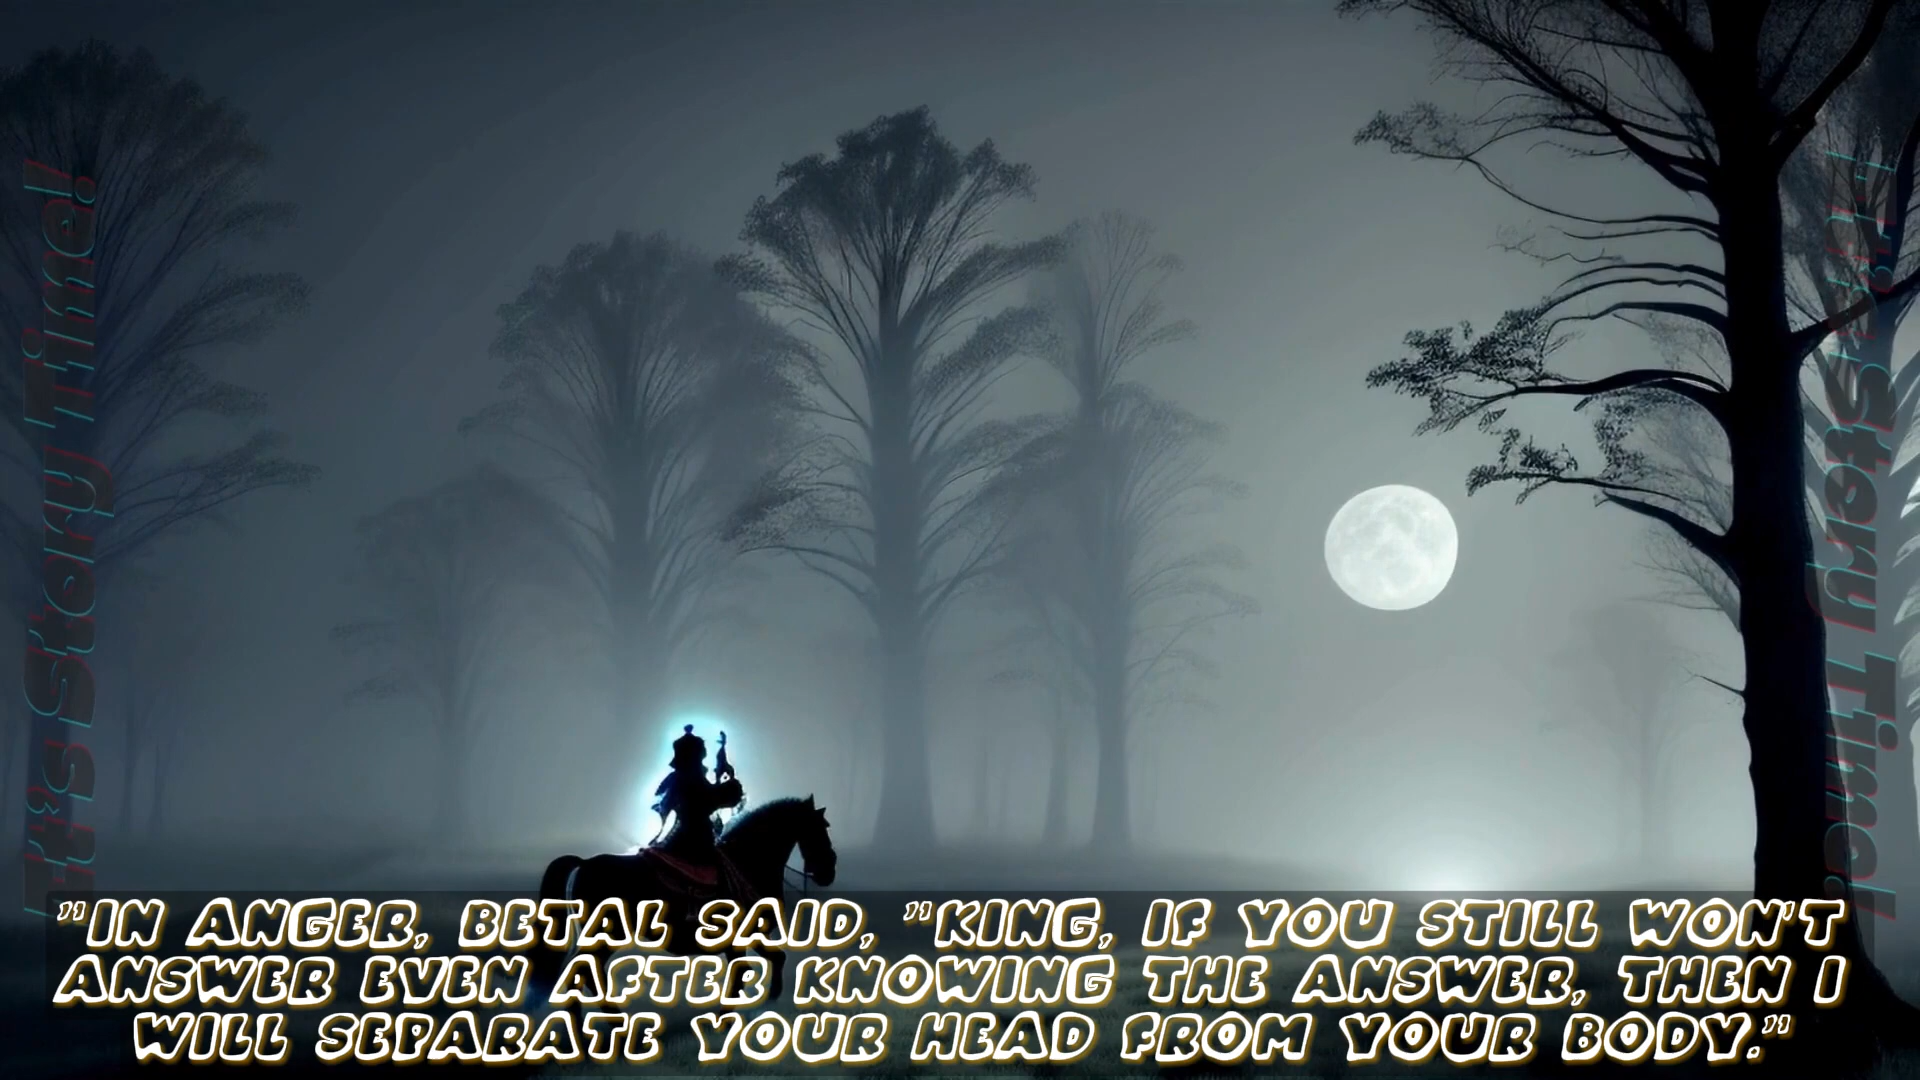 It's Story Time!
It's Story Time!
"IN ANGER, BETAL SAID, "KING, IF YOU STILL WON'T
ANSWER EVEN AFTER KNOWING THE ANSWER, THEN I
WILL SEPARATE YOUR HEAD FROM YOUR BODY."